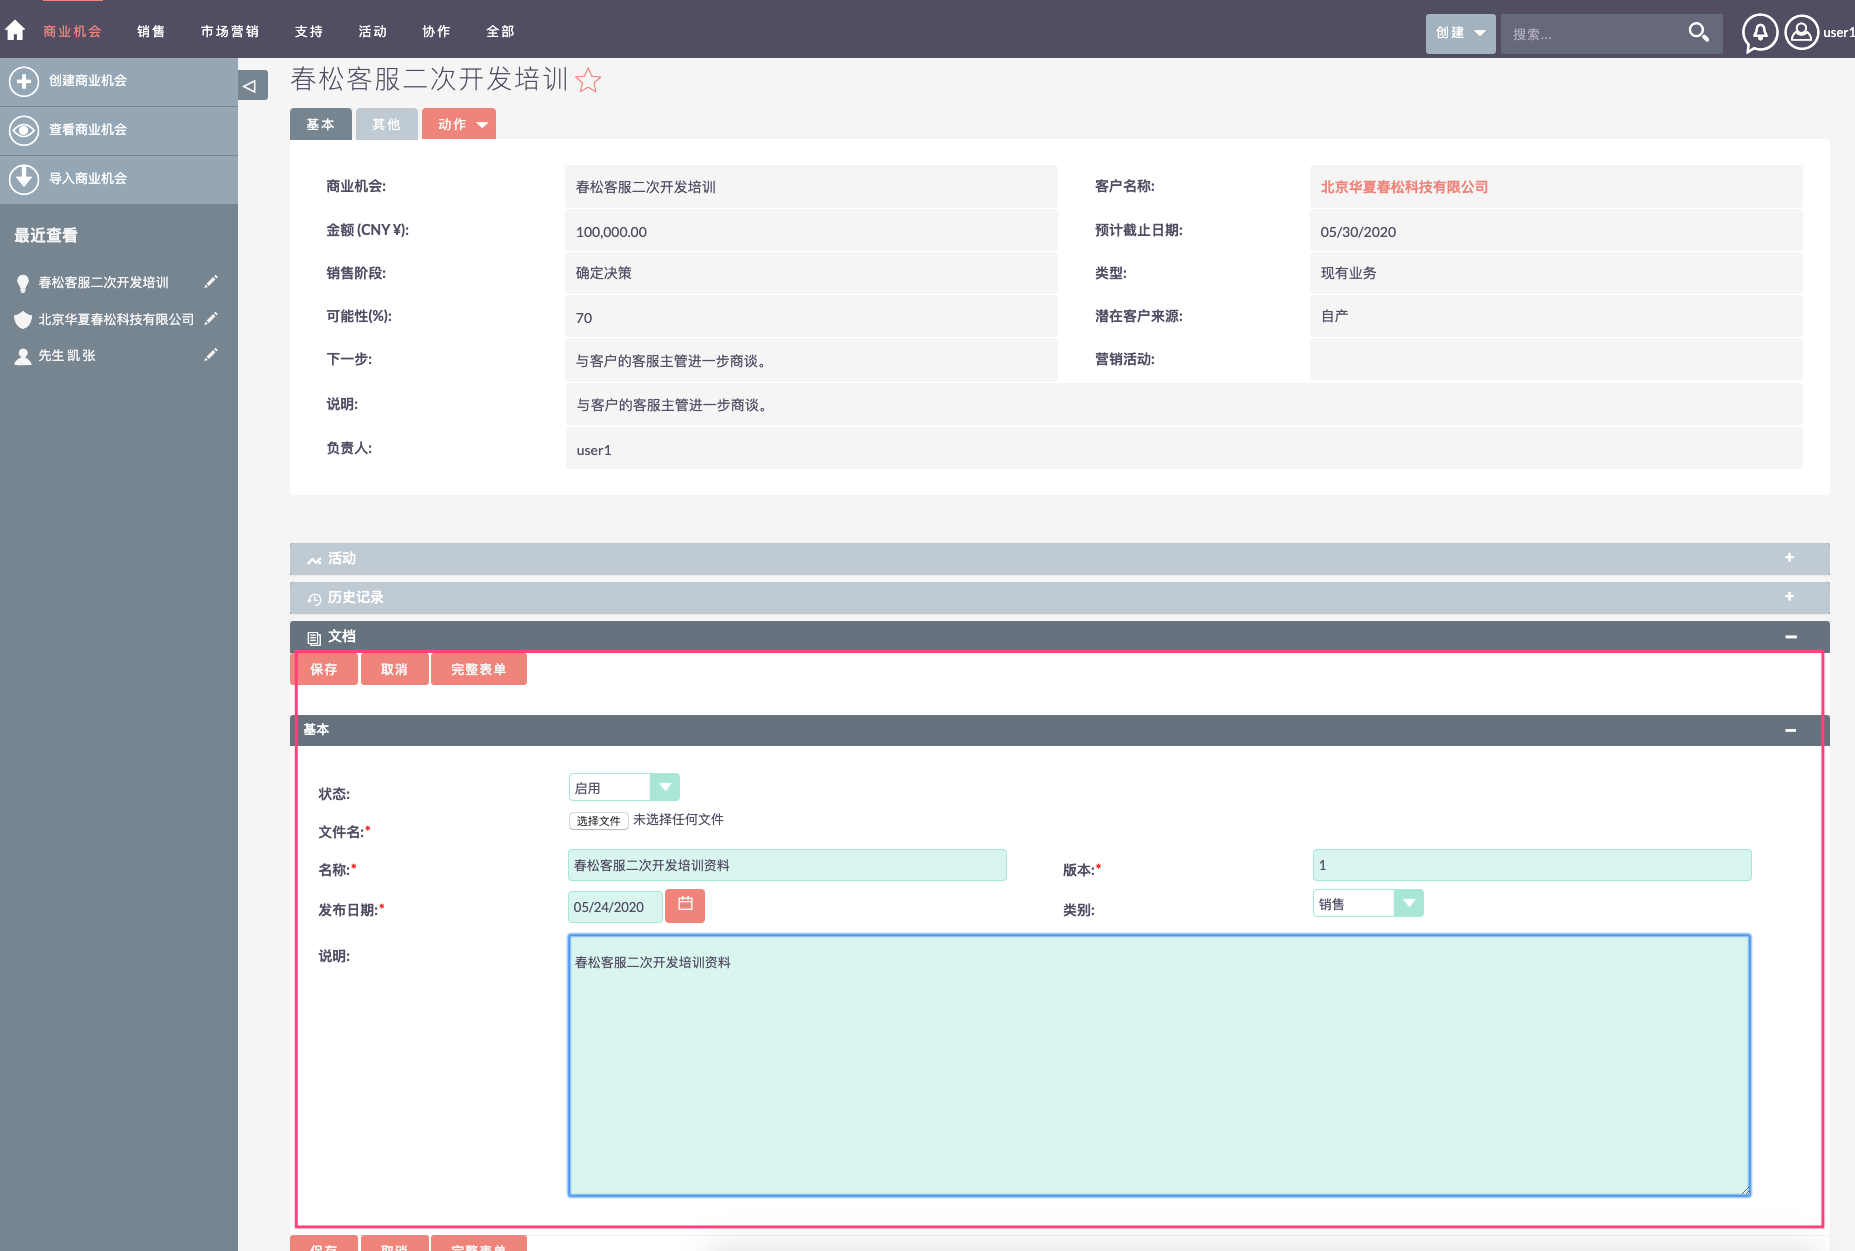 商业机会 销售 市场营销 支持 活动 协作 全部 创建 搜索... user1
创建商业机会
查看商业机会
导入商业机会
最近查看
春松客服二次开发培训
北京华夏春松科技有限公司
先生 凯 张
春松客服二次开发培训
基本 其他 动作
商业机会: 春松客服二次开发培训 客户名称: 北京华夏春松科技有限公司
金额 (CNY ¥): 100,000.00 预计截止日期: 05/30/2020
销售阶段: 确定决策 类型: 现有业务
可能性(%): 70 潜在客户来源: 自产
下一步: 与客户的客服主管进一步商谈。 营销活动:
说明: 与客户的客服主管进一步商谈。
负责人: user1
活动
历史记录
文档
保存 取消 完整表单
基本
状态: 启用
文件名:* 选择文件 未选择任何文件
名称:* 春松客服二次开发培训资料 版本:* 1
发布日期:* 05/24/2020 类别: 销售
说明: 春松客服二次开发培训资料
保存 取消 完整表单